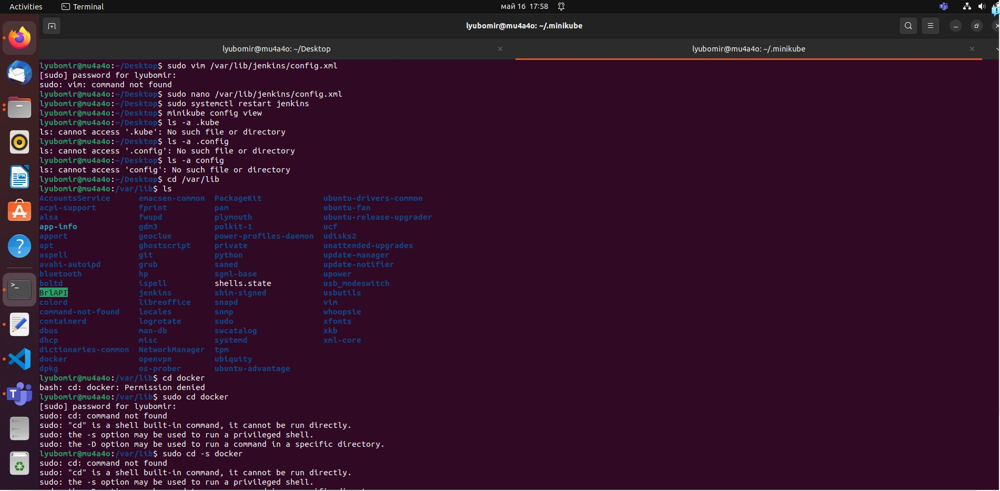 Activities Terminal май 16 17:58
lyubomir@mu4a4o: ~/.minikube
lyubomir@mu4a4o: ~/Desktop lyubomir@mu4a4o: ~/.minikube
lyubomir@mu4a4o:~/Desktop$ sudo vim /var/lib/jenkins/config.xml
[sudo] password for lyubomir:
sudo: vim: command not found
lyubomir@mu4a4o:~/Desktop$ sudo nano /var/lib/jenkins/config.xml
lyubomir@mu4a4o:~/Desktop$ sudo systemctl restart jenkins
lyubomir@mu4a4o:~/Desktop$ minikube config view
lyubomir@mu4a4o:~/Desktop$ ls -a .kube
ls: cannot access '.kube': No such file or directory
lyubomir@mu4a4o:~/Desktop$ ls -a .config
ls: cannot access '.config': No such file or directory
lyubomir@mu4a4o:~/Desktop$ ls -a config
ls: cannot access 'config': No such file or directory
lyubomir@mu4a4o:~/Desktop$ cd /var/lib
lyubomir@mu4a4o:/var/lib$ ls
AccountsService emacsen-common PackageKit ubuntu-drivers-common
acpi-support fprint pam ubuntu-fan
alsa fwupd plymouth ubuntu-release-upgrader
app-info gdm3 polkit-1 ucf
apport geoclue power-profiles-daemon udisks2
apt ghostscript private unattended-upgrades
aspell git python update-manager
avahi-autoipd grub saned update-notifier
bluetooth hp sgml-base upower
boltd ispell shells.state usb_modeswitch
BrlAPI jenkins shim-signed usbutils
colord libreoffice snapd vim
command-not-found locales snmp whoopsie
containerd logrotate sudo xfonts
dbus man-db swcatalog xkb
dhcp misc systemd xml-core
dictionaries-common NetworkManager tpm
docker openvpn ubiquity
dpkg os-prober ubuntu-advantage
lyubomir@mu4a4o:/var/lib$ cd docker
bash: cd: docker: Permission denied
lyubomir@mu4a4o:/var/lib$ sudo cd docker
[sudo] password for lyubomir:
sudo: cd: command not found
sudo: "cd" is a shell built-in command, it cannot be run directly.
sudo: the -s option may be used to run a privileged shell.
sudo: the -D option may be used to run a command in a specific directory.
lyubomir@mu4a4o:/var/lib$ sudo cd -s docker
sudo: cd: command not found
sudo: "cd" is a shell built-in command, it cannot be run directly.
sudo: the -s option may be used to run a privileged shell.